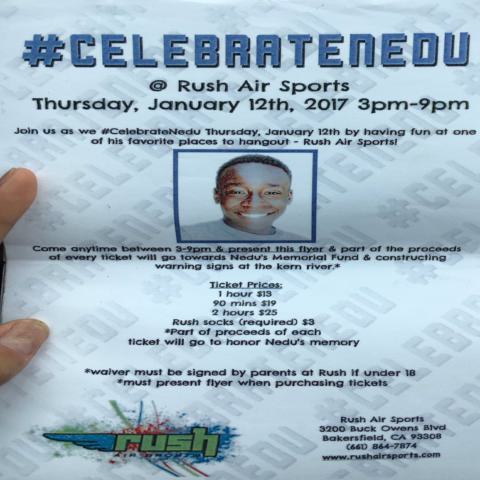 #CELEBRATENEDU
@ Rush Air Sports
Thursday, January 12th, 2017 3pm-9pm
Join us as we #CelebrateNedu Thursday, January 12th by having fun at one
of his favorite places to hangout - Rush Air Sports!
Come anytime between 3-9pm & present this flyer & part of the proceeds
of every ticket will go towards Nedu's Memorial Fund & constructing
warning signs at the kern river.*
Ticket Prices:
1 hour $13
90 mins $19
2 hours $25
Rush socks (required) $3
*Part of proceeds of each
ticket will go to honor Nedu's memory
*waiver must be signed by parents at Rush if under 18
*must present flyer when purchasing tickets
rush
AIR SPORTS
Rush Air Sports
3200 Buck Owens Blvd
Bakersfield, CA 93308
(661) 864-7874
www.rushairsports.com